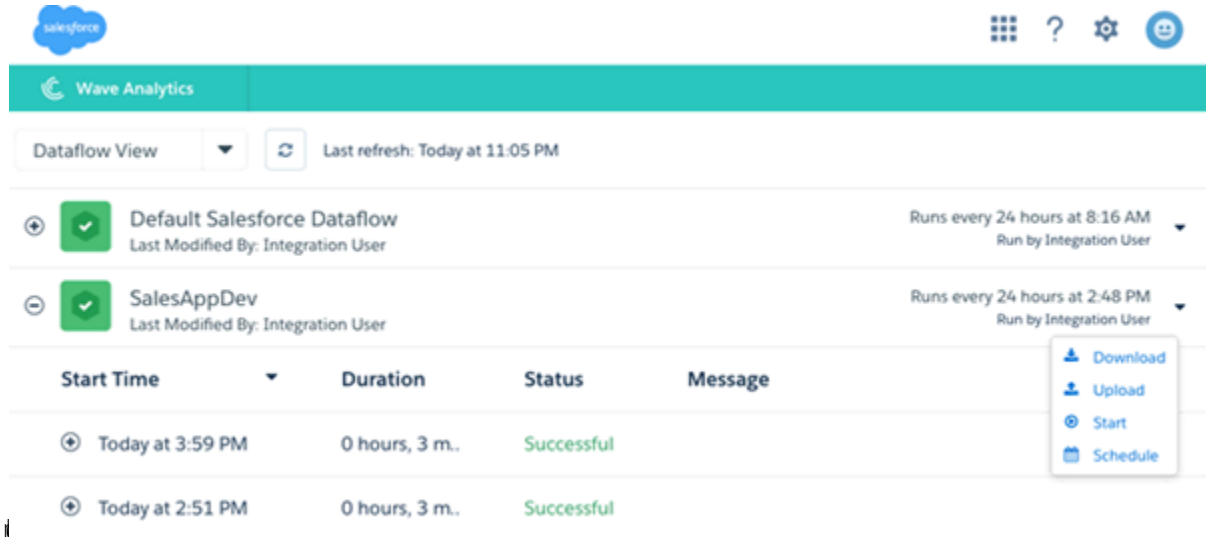 salesforce
?
Wave Analytics
Dataflow View
Last refresh: Today at 11:05 PM
Default Salesforce Dataflow
Last Modified By: Integration User
Runs every 24 hours at 8:16 AM
Run by Integration User
SalesAppDev
Last Modified By: Integration User
Runs every 24 hours at 2:48 PM
Run by Integration User
Download
Upload
Start
Schedule
Start Time Duration Status Message
Today at 3:59 PM 0 hours, 3 m.. Successful
Today at 2:51 PM 0 hours, 3 m.. Successful